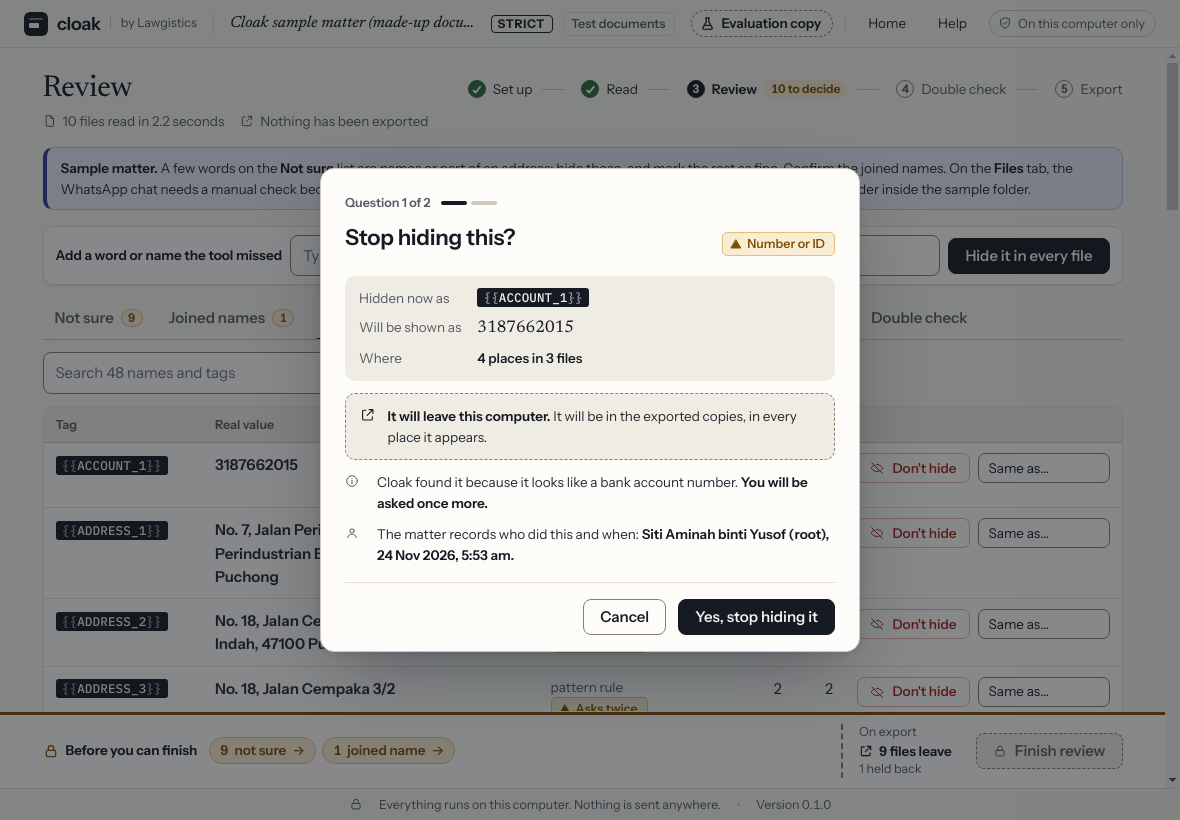 cloak by Lawgistics Cloak sample matter (made-up docu... STRICT Test documents Evaluation copy Home Help On this computer only
Review
Set up Read 3 Review 10 to decide 4 Double check 5 Export
10 files read in 2.2 seconds Nothing has been exported
Sample matter. A few words on the Not sure list are names or part of an address: hide those, and mark the rest as fine. Confirm the joined names. On the Files tab, the
WhatsApp chat needs a manual check
der inside the sample folder.
Add a word or name the tool missed Ty Hide it in every file
Not sure 9 Joined names 1 Double check
Search 48 names and tags
Tag Real value
{{ACCOUNT_1}} 3187662015 Don't hide Same as...
{{ADDRESS_1}} No. 7, Jalan Peri Don't hide Same as...
Perindustrian
Puchong
{{ADDRESS_2}} No. 18, Jalan Ce Don't hide Same as...
Indah, 47100
{{ADDRESS_3}} No. 18, Jalan Cempaka 3/2 pattern rule 2 2 Don't hide Same as...
Asks twice
Question 1 of 2
Stop hiding this?
Number or ID
Hidden now as {{ACCOUNT_1}}
Will be shown as 3187662015
Where 4 places in 3 files
It will leave this computer. It will be in the exported copies, in every
place it appears.
Cloak found it because it looks like a bank account number. You will be
asked once more.
The matter records who did this and when: Siti Aminah binti Yusof (root),
24 Nov 2026, 5:53 am.
Cancel Yes, stop hiding it
Before you can finish 9 not sure → 1 joined name →
On export
9 files leave
1 held back
Finish review
Everything runs on this computer. Nothing is sent anywhere. · Version 0.1.0